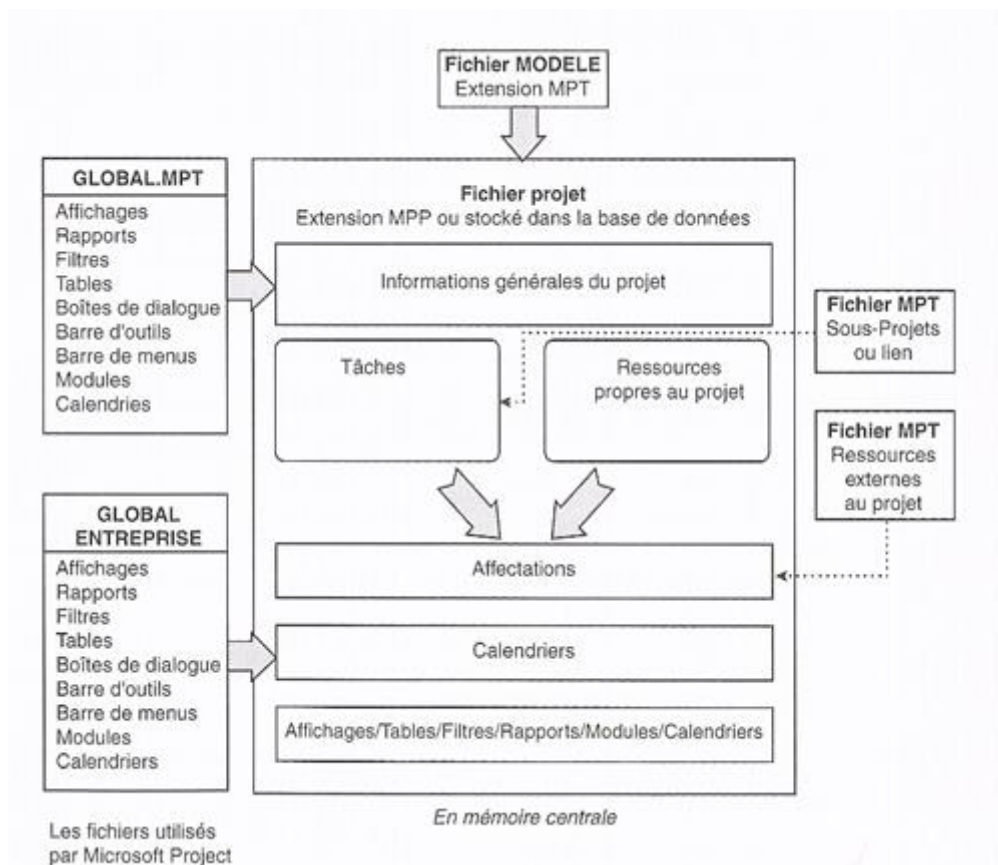 Fichier MODELE
Extension MPT
GLOBAL.MPT
Affichages
Rapports
Filtres
Tables
Boîtes de dialogue
Barre d'outils
Barre de menus
Modules
Calendries
Fichier projet
Extension MPP ou stocké dans la base de données
Informations générales du projet
Tâches
Ressources
propres au projet
Fichier MPT
Sous-Projets
ou lien
Fichier MPT
Ressources
externes
au projet
GLOBAL
ENTREPRISE
Affichages
Rapports
Filtres
Tables
Boîtes de dialogue
Barre d'outils
Barre de menus
Modules
Calendriers
Affectations
Calendriers
Affichages/Tables/Filtres/Rapports/Modules/Calendriers
En mémoire centrale
Les fichiers utilisés
par Microsoft Project